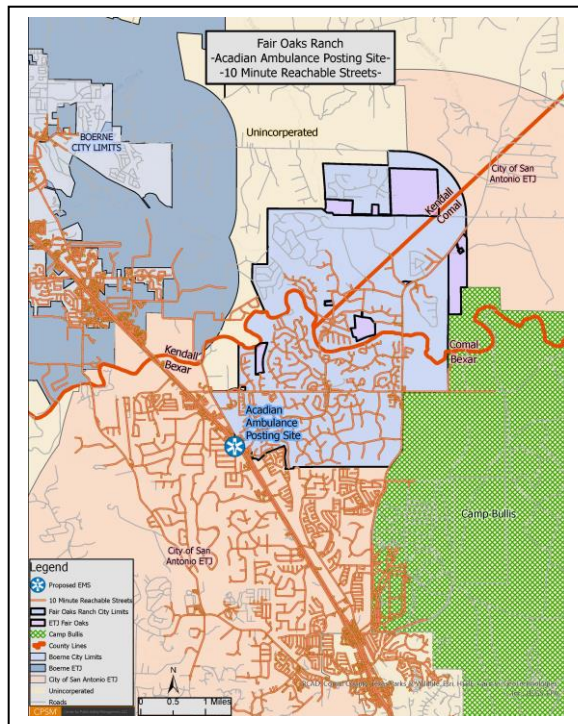 Fair Oaks Ranch
-Acadian Ambulance Posting Site-
-10 Minute Reachable Streets-
Unincorporated
BOERNE
CITY LIMITS
City of San
Antonio ETJ
Kendall
Comal
Kendall
Bexar
Comal
Bexar
Acadian
Ambulance
Posting Site
Camp Bullis
City of San
Antonio ETJ
Legend
Proposed EMS
10 Minute Reachable Streets
Fair Oaks Ranch City Limits
ETJ Fair Oaks
Camp Bullis
County Lines
Boerne City Limits
Boerne ETJ
City of San Antonio ETJ
Unincorporated
Roads
N
0 1 Miles
CPSM